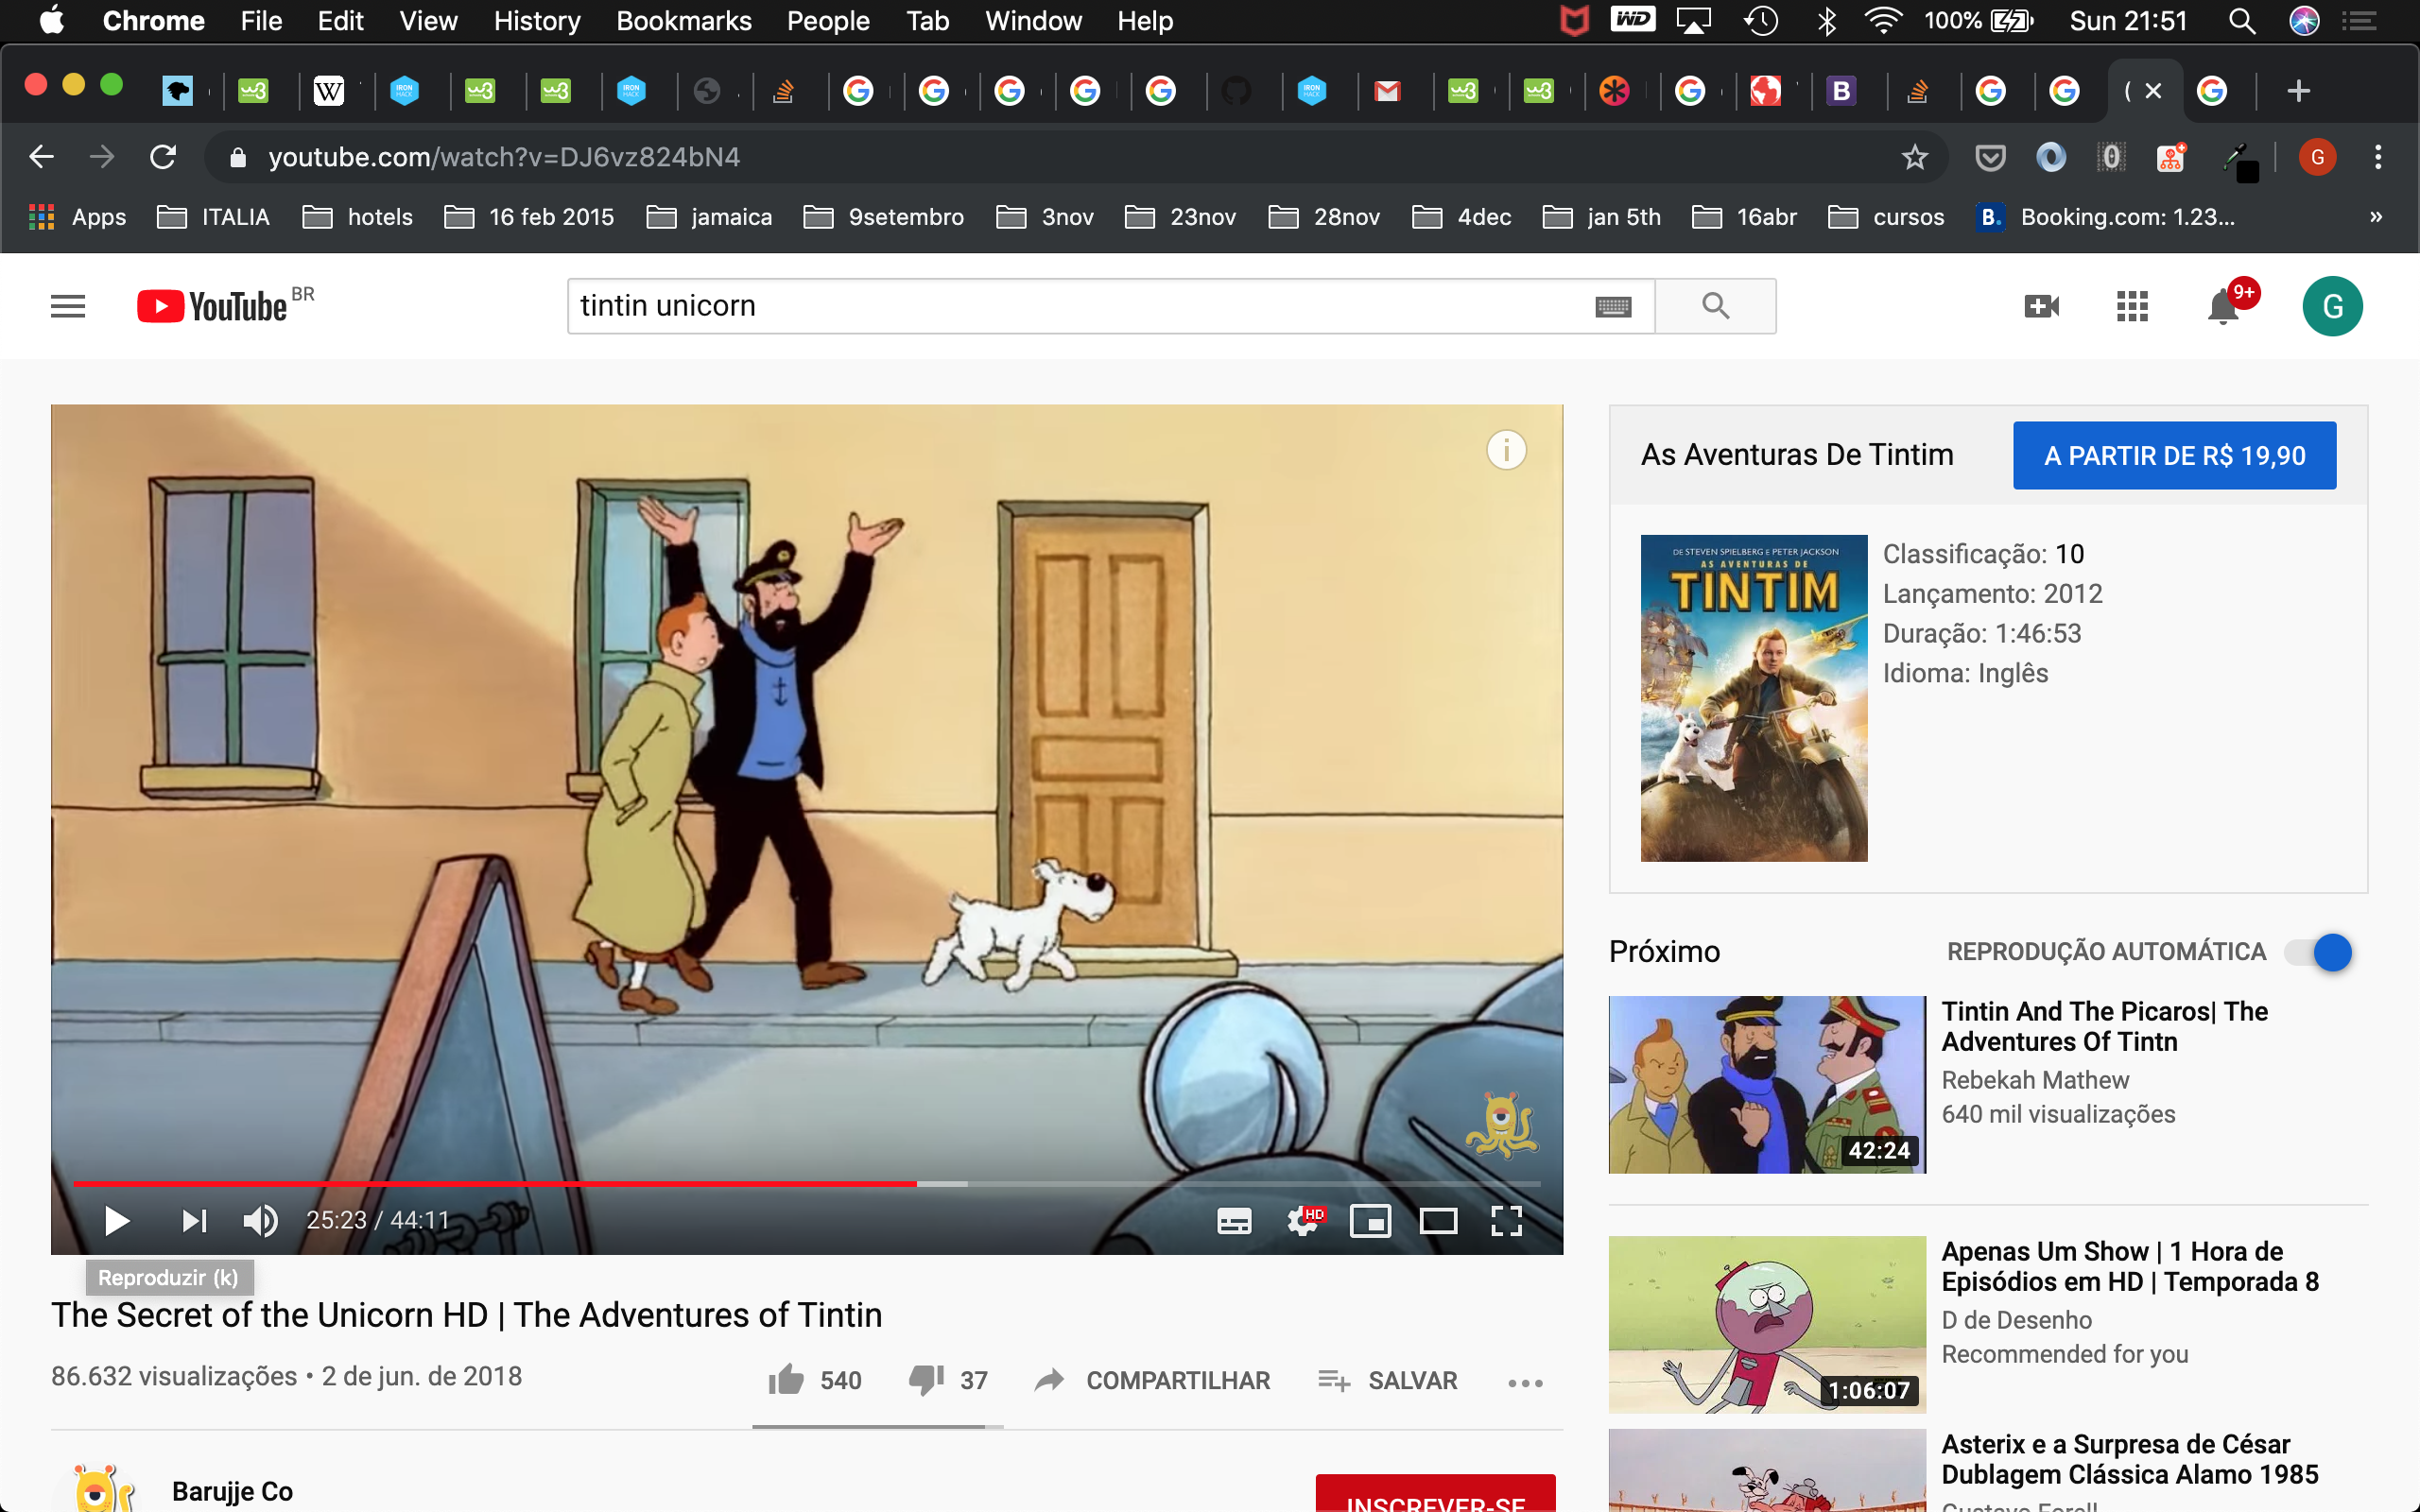 Chrome File Edit View History Bookmarks People Tab Window Help
WD 100% Sun 21:51
youtube.com/watch?v=DJ6vz824bN4
G
Apps ITALIA hotels 16 feb 2015 jamaica 9setembro 3nov 23nov 28nov 4dec jan 5th 16abr cursos B. Booking.com: 1.23... »
YouTube BR
tintin unicorn
9+
G
As Aventuras De Tintim
A PARTIR DE R$ 19,90
DE STEVEN SPIELBERG E PETER JACKSON
AS AVENTURAS DE
TINTIM
Classificação: 10
Lançamento: 2012
Duração: 1:46:53
Idioma: Inglês
25:23 / 44:11
HD
Reproduzir (k)
The Secret of the Unicorn HD | The Adventures of Tintin
86.632 visualizações • 2 de jun. de 2018
540 37 COMPARTILHAR SALVAR
Barujje Co
INSCREVER-SE
Próximo
REPRODUÇÃO AUTOMÁTICA
Tintin And The Picaros| The
Adventures Of Tintn
Rebekah Mathew
640 mil visualizações
42:24
Apenas Um Show | 1 Hora de
Episódios em HD | Temporada 8
D de Desenho
Recommended for you
1:06:07
Asterix e a Surpresa de César
Dublagem Clássica Alamo 1985